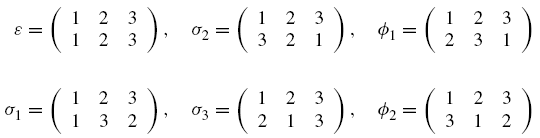 ε = ( 1 2 3 / 1 2 3 ), σ₂ = ( 1 2 3 / 3 2 1 ), ϕ₁ = ( 1 2 3 / 2 3 1 )
σ₁ = ( 1 2 3 / 1 3 2 ), σ₃ = ( 1 2 3 / 2 1 3 ), ϕ₂ = ( 1 2 3 / 3 1 2 )